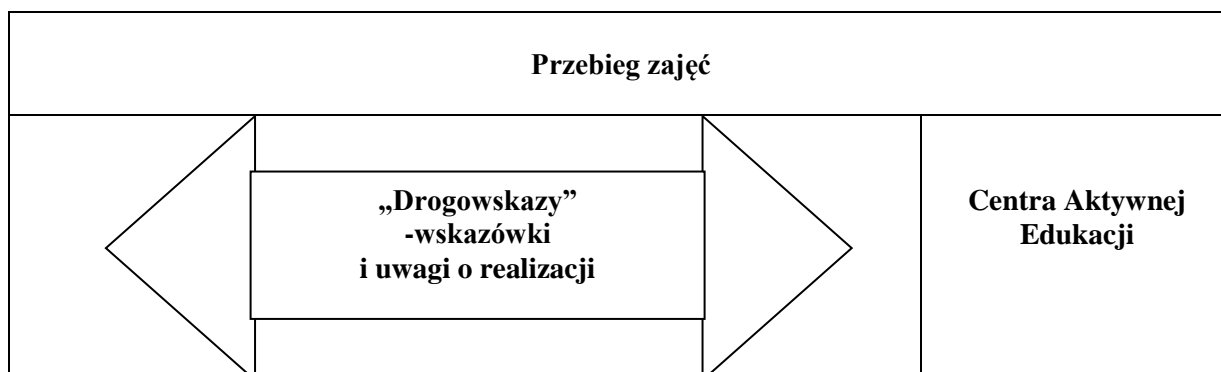 Przebieg zajęć
„Drogowskazy”
-wskazówki
i uwagi o realizacji
Centra Aktywnej
Edukacji